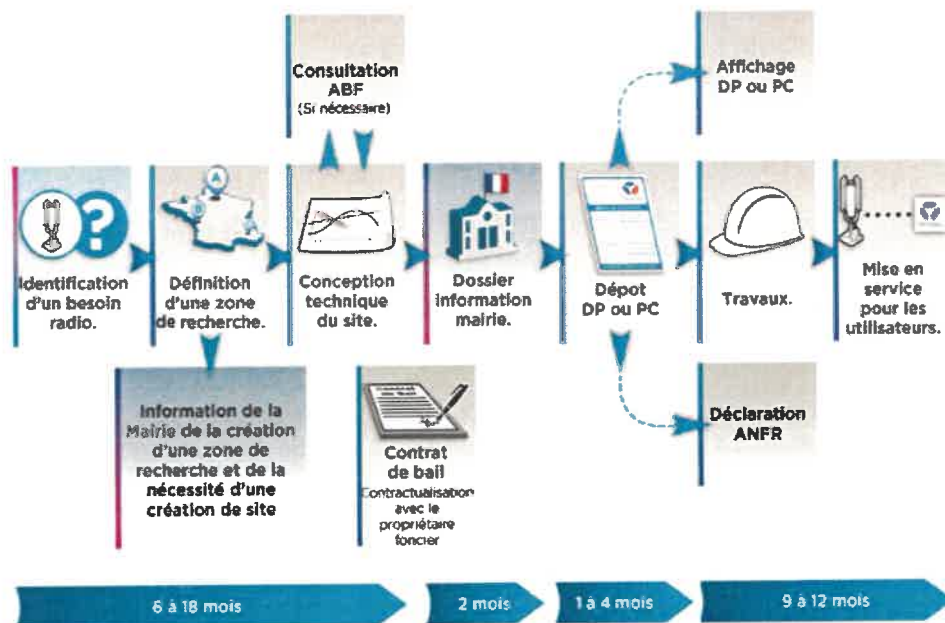 Consultation
ABF
(Si nécessaire)
Affichage
DP ou PC
A
?
Identification
d'un besoin
radio.
Définition
d'une zone
de recherche.
Conception
technique
du site.
Dossier
Information
mairie.
Dépot
DP ou PC
Travaux.
Mise en
service
pour les
utilisateurs.
Information de la
Mairie de la création
d'une zone de
recherche et de la
nécessité d'une
création de site
Contrat
de bail
Contractualisation
avec le
propriétaire
foncier
Déclaration
ANFR
6 à 18 mois
2 mois
1 à 4 mois
9 à 12 mois